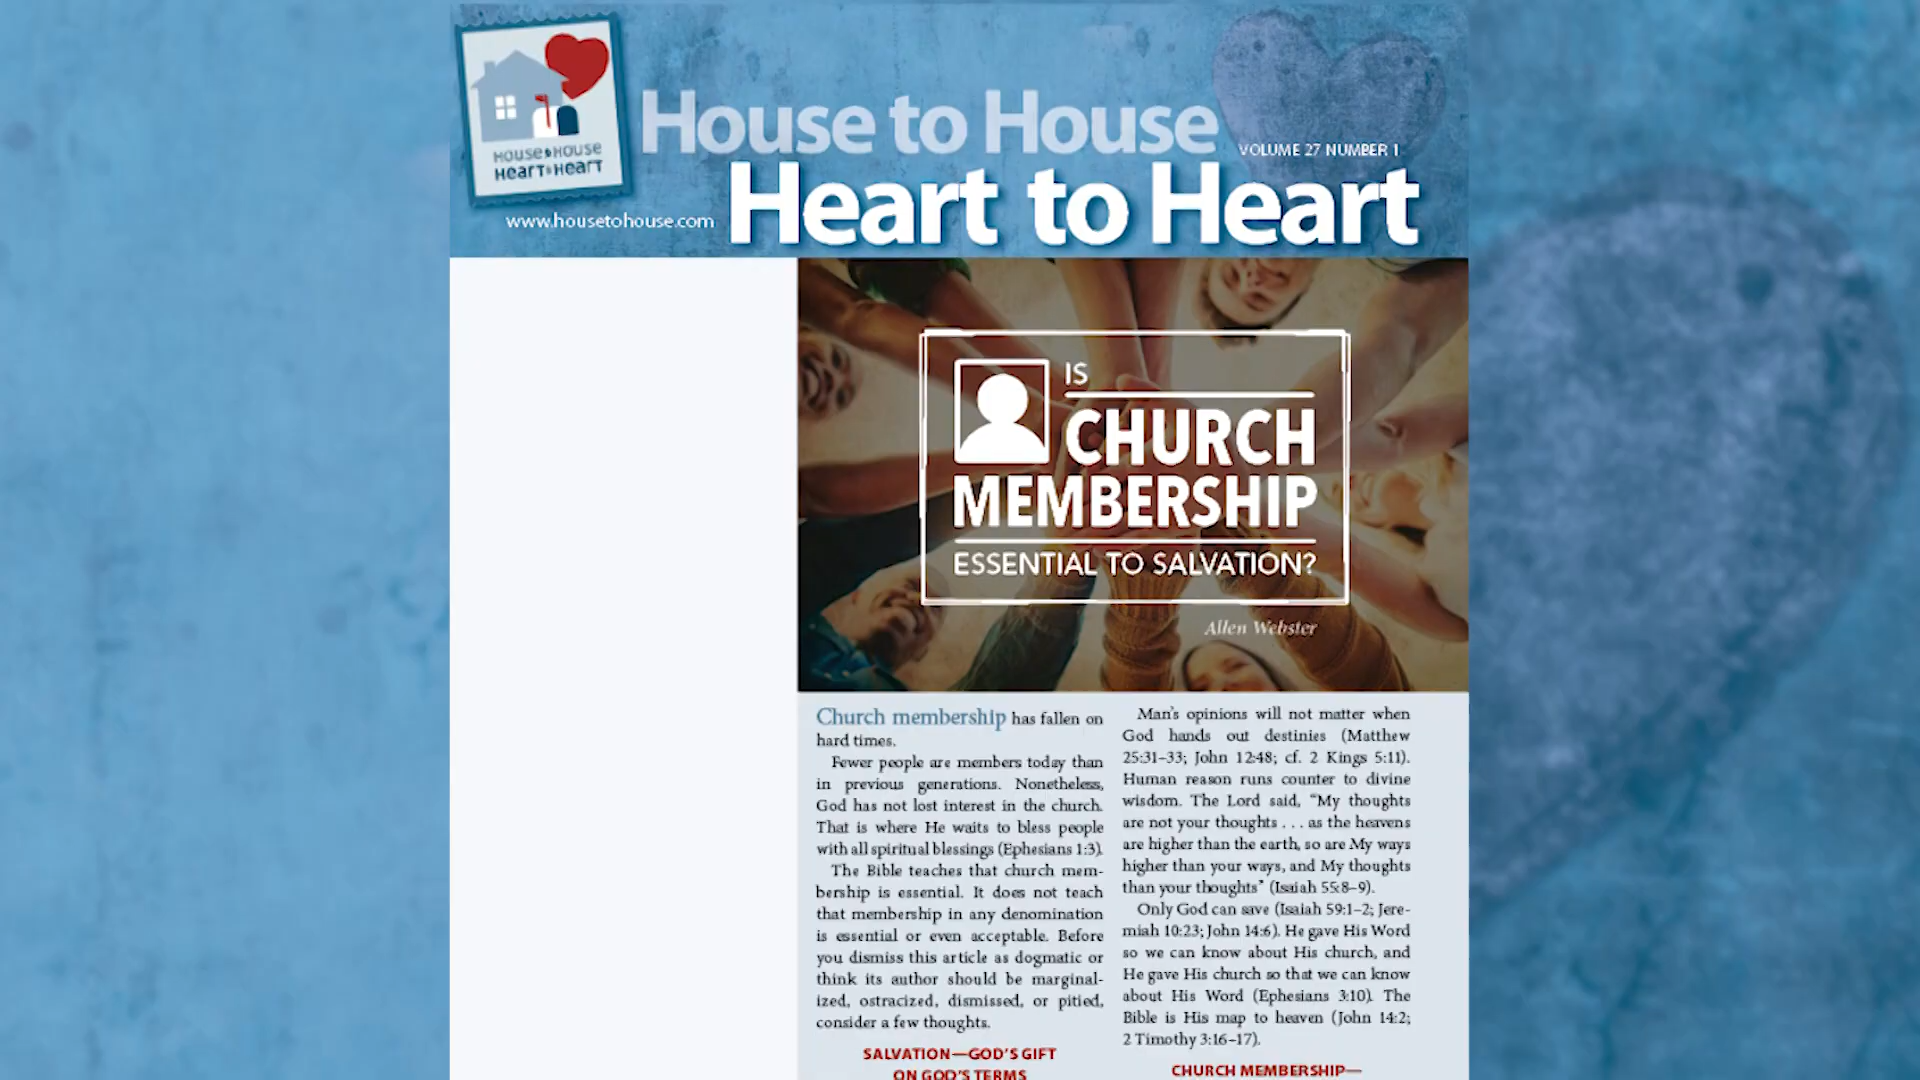 HOUSE to HOUSE
HEART to HEART
House to House
VOLUME 27 NUMBER 1
Heart to Heart
www.housetohouse.com
IS
CHURCH
MEMBERSHIP
ESSENTIAL TO SALVATION?
Allen Webster
Church membership has fallen on
hard times.
Fewer people are members today than
in previous generations. Nonetheless,
God has not lost interest in the church.
That is where He waits to bless people
with all spiritual blessings (Ephesians 1:3).
The Bible teaches that church mem-
bership is essential. It does not teach
that membership in any denomination
is essential or even acceptable. Before
you dismiss this article as dogmatic or
think its author should be marginal-
ized, ostracized, dismissed, or pitied,
consider a few thoughts.
SALVATION—GOD'S GIFT
ON GOD'S TERMS
Man's opinions will not matter when
God hands out destinies (Matthew
25:31–33; John 12:48; cf. 2 Kings 5:11).
Human reason runs counter to divine
wisdom. The Lord said, “My thoughts
are not your thoughts . . . as the heavens
are higher than the earth, so are My ways
higher than your ways, and My thoughts
than your thoughts” (Isaiah 55:8–9).
Only God can save (Isaiah 59:1–2; Jere-
miah 10:23; John 14:6). He gave His Word
so we can know about His church, and
He gave His church so that we can know
about His Word (Ephesians 3:10). The
Bible is His map to heaven (John 14:2;
2 Timothy 3:16–17).
CHURCH MEMBERSHIP—